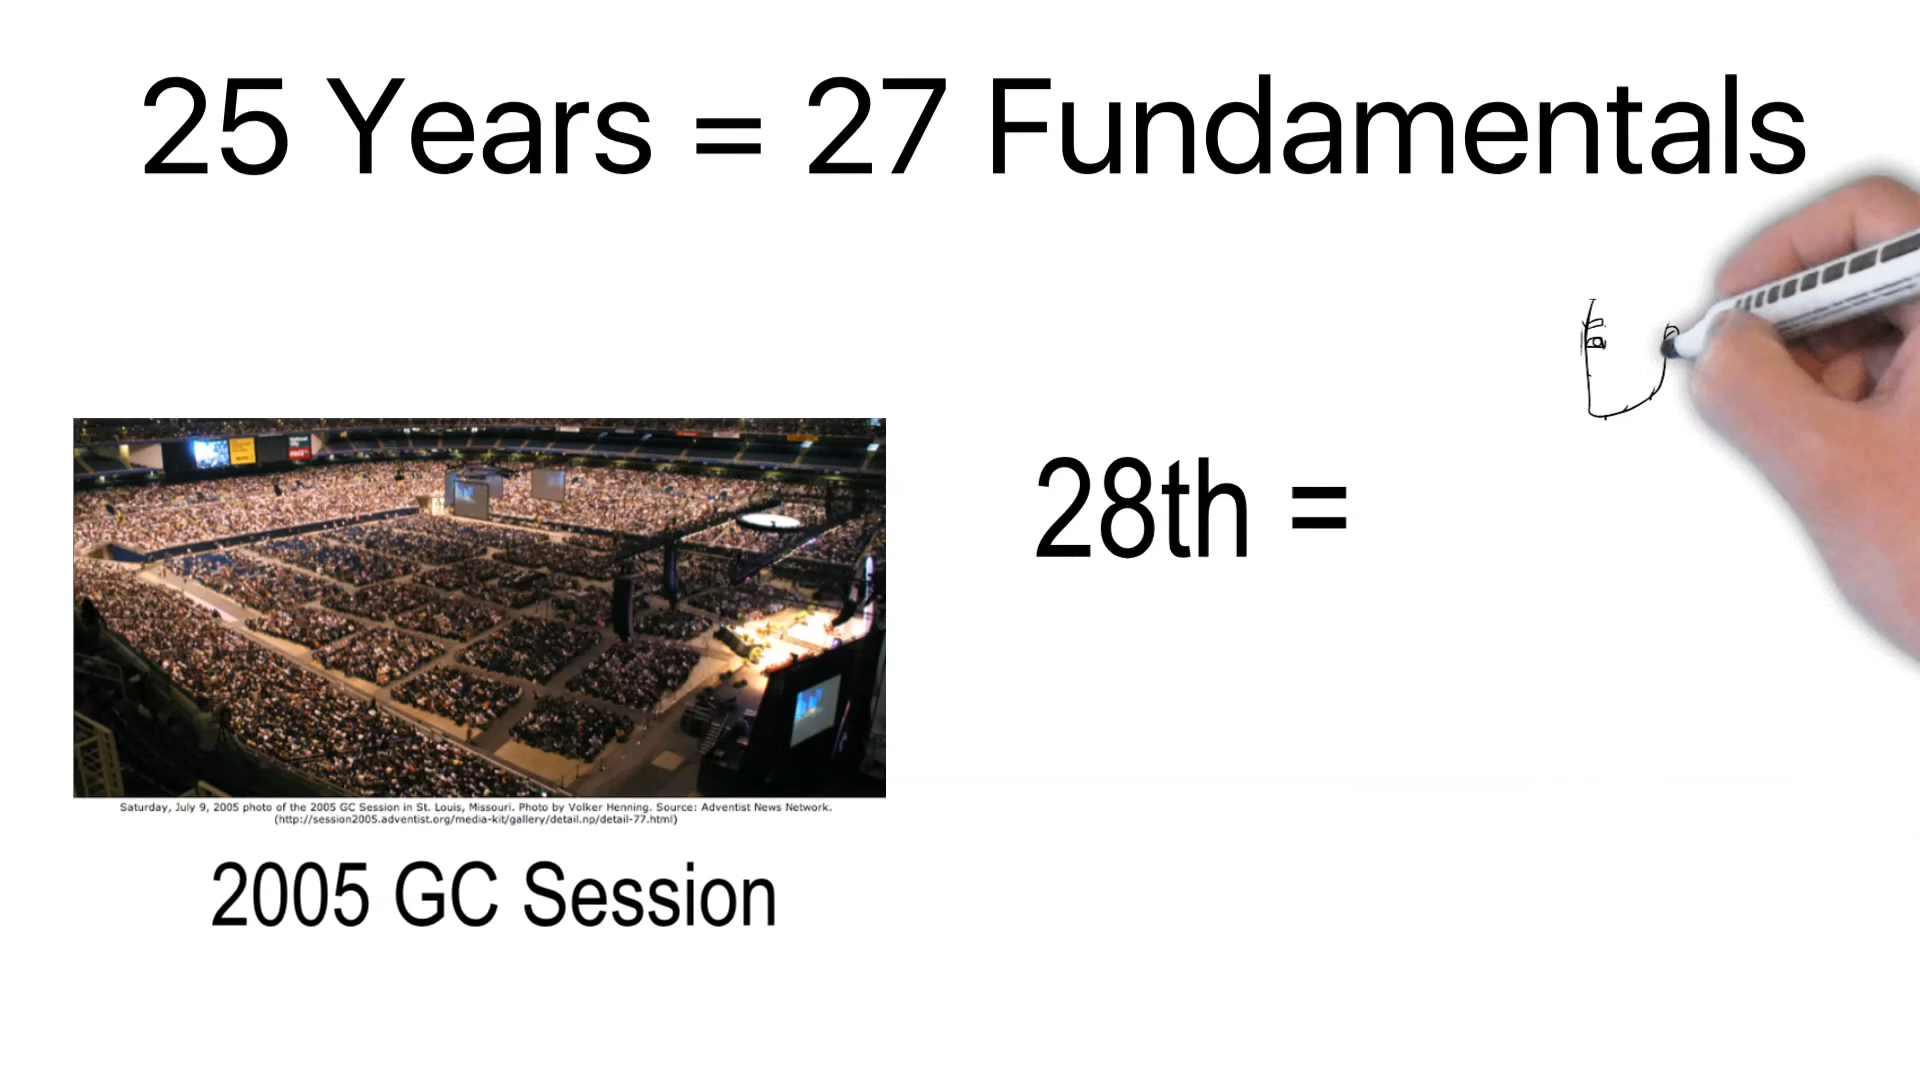 25 Years = 27 Fundamentals
28th =
Saturday, July 9, 2005 photo of the 2005 GC Session in St. Louis, Missouri. Photo by Volker Henning. Source: Adventist News Network.
(http://session2005.adventist.org/media-kit/gallery/detail.np/detail-77.html)
2005 GC Session